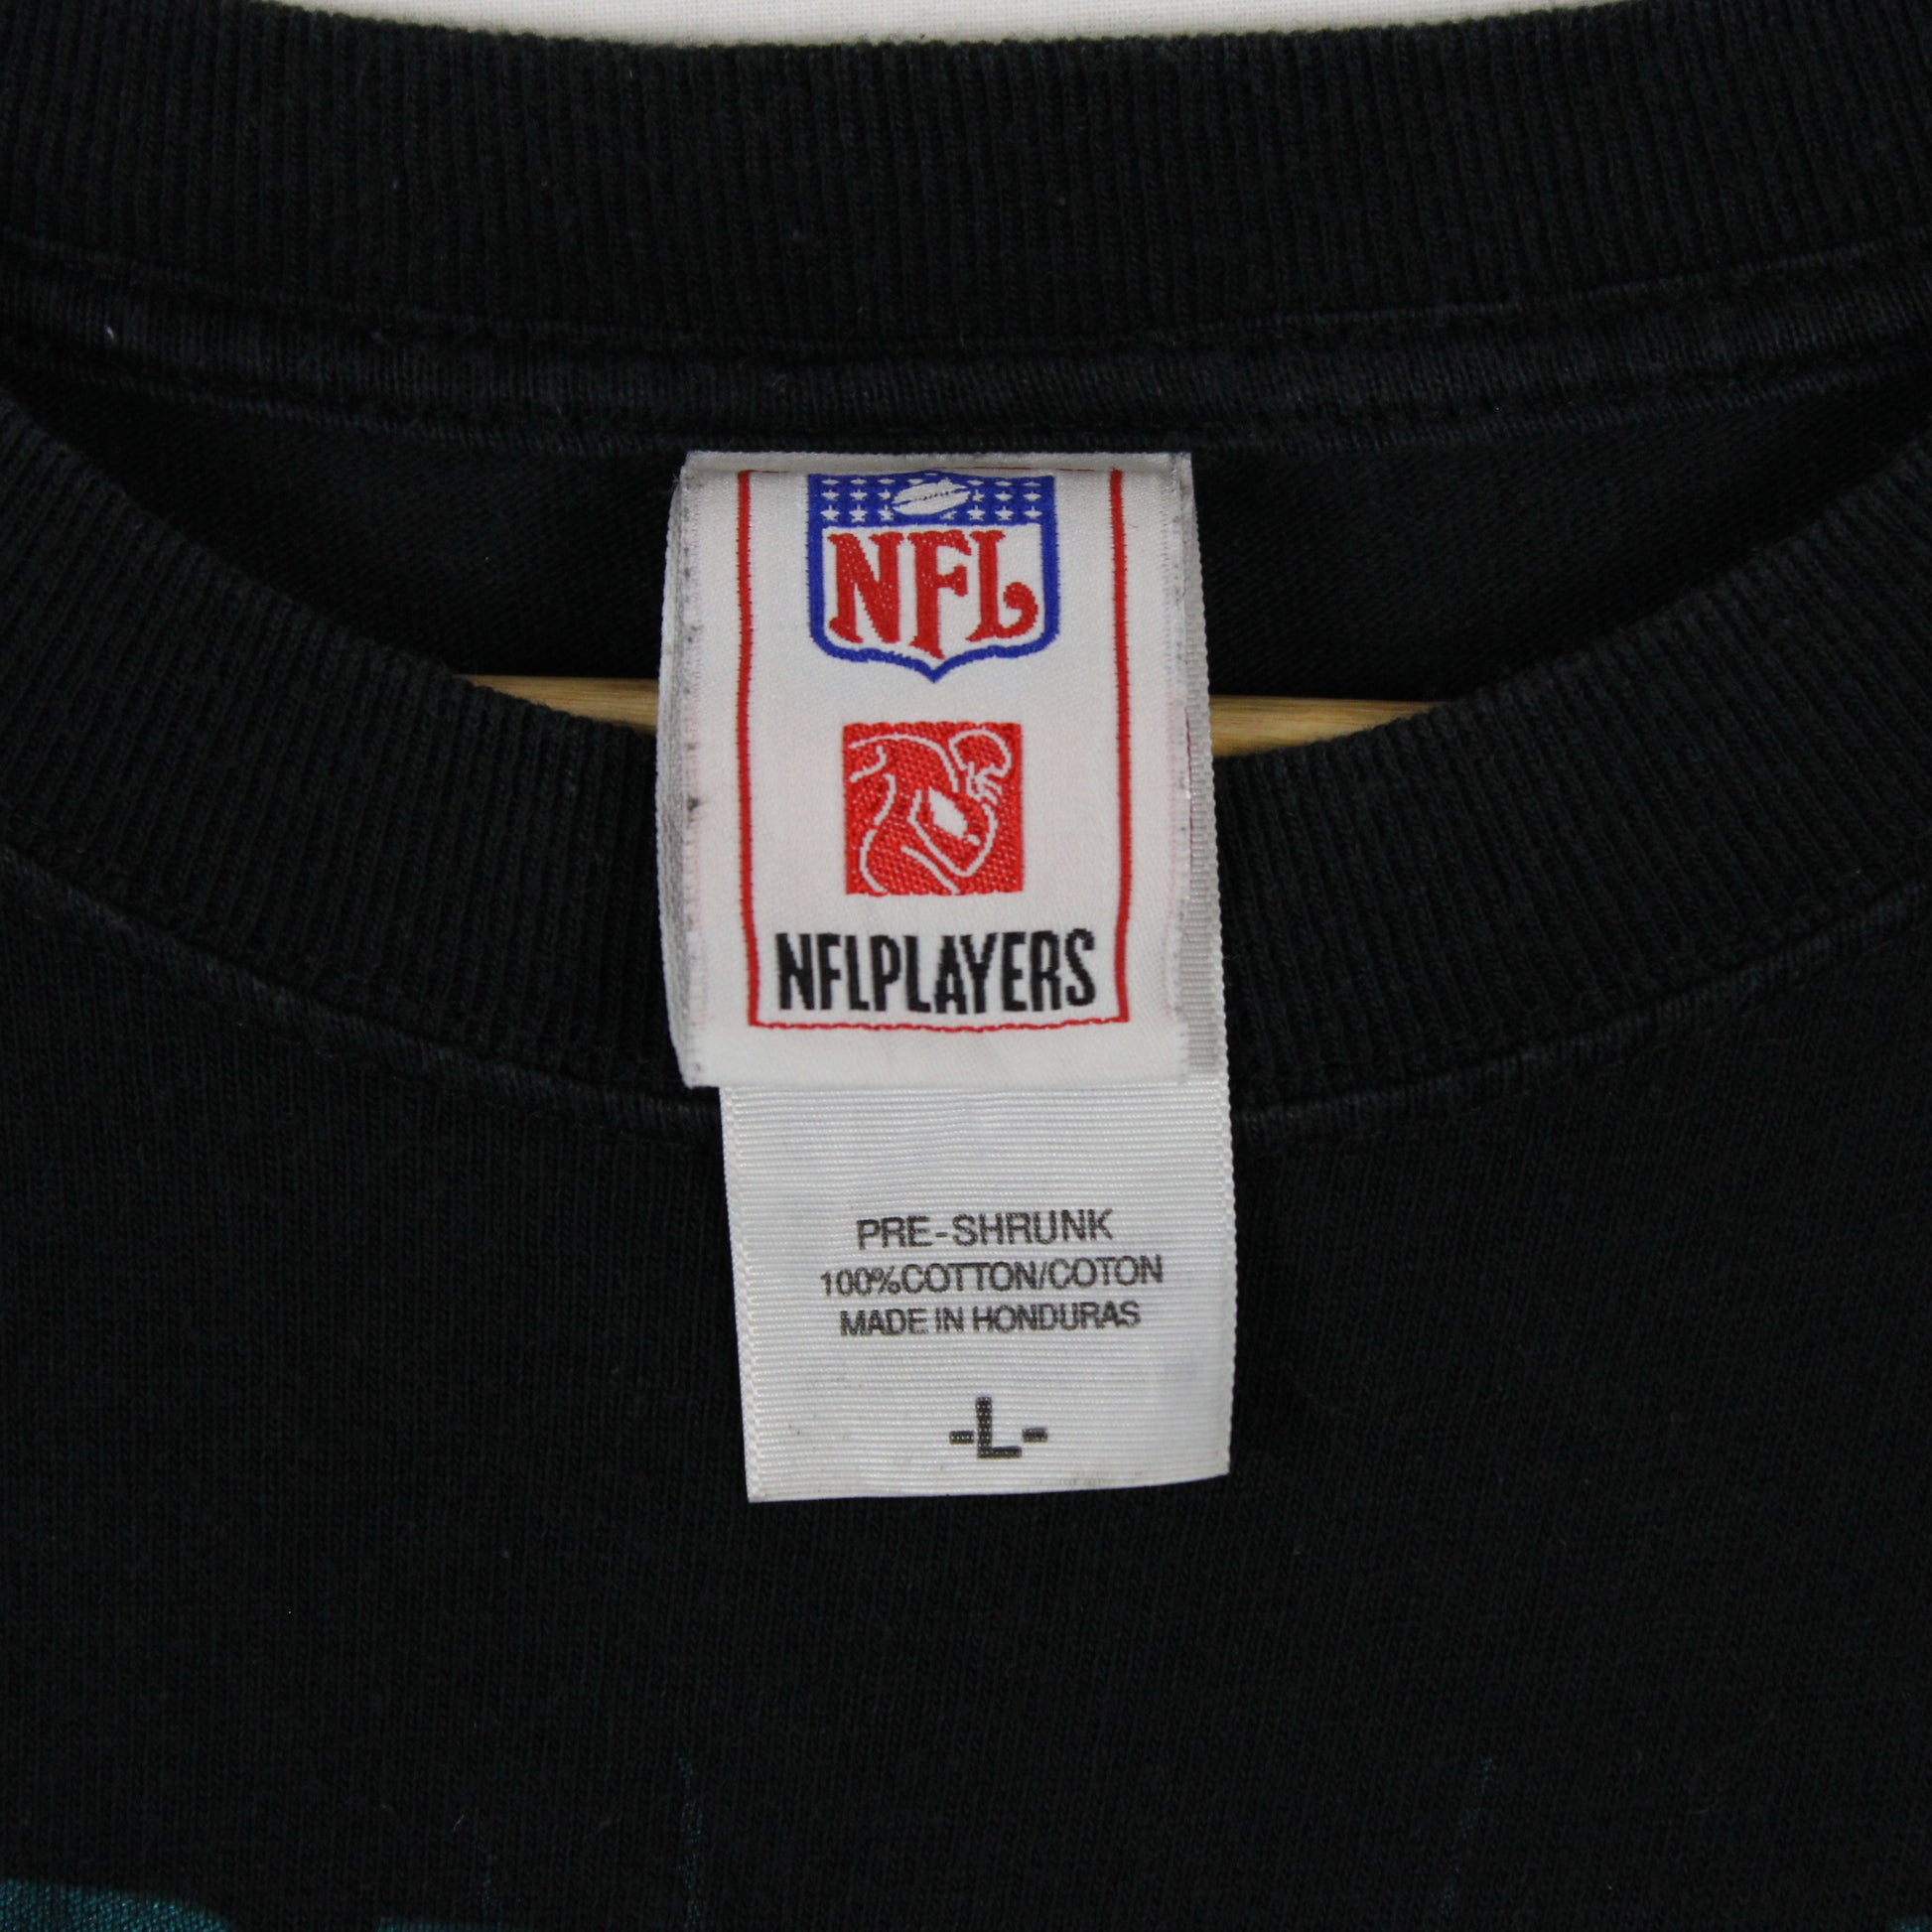 NFL
NFLPLAYERS
PRE-SHRUNK
100%COTTON/COTON
MADE IN HONDURAS
-L-